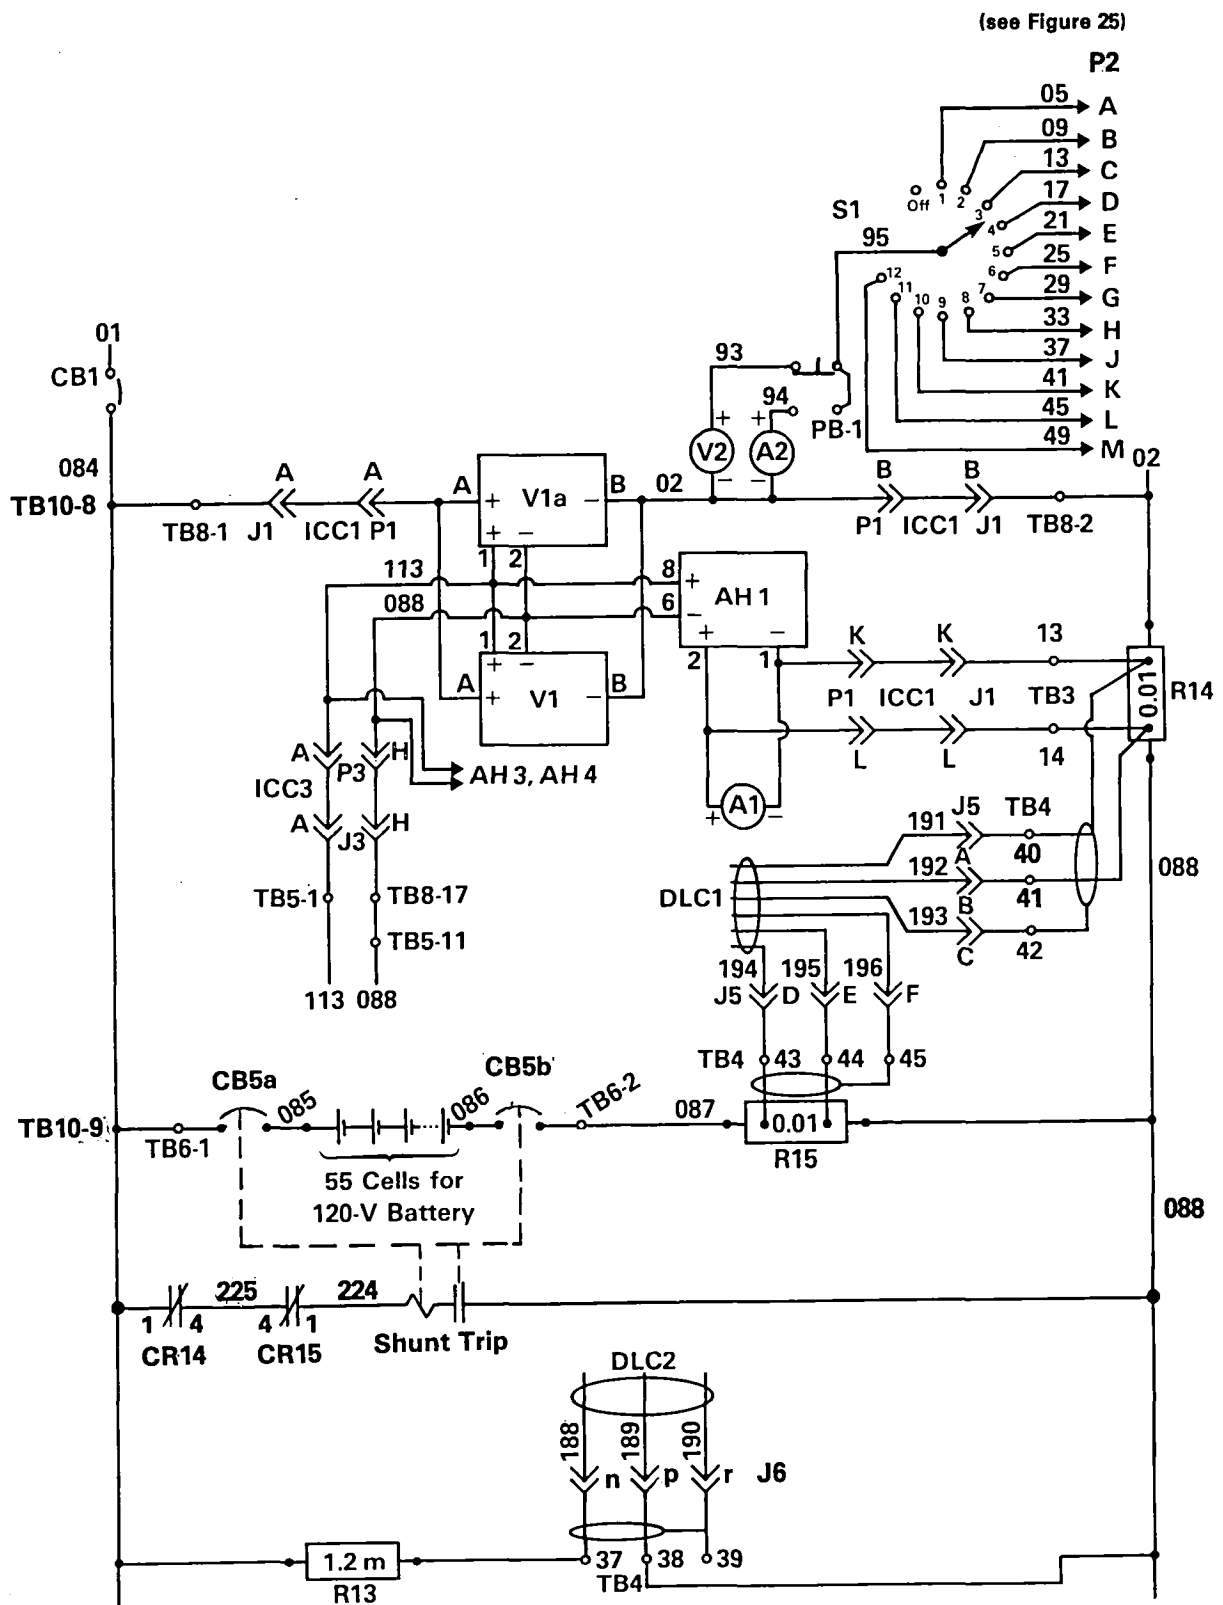 (see Figure 25)
P2
05 A
09 B
13 C
17 D
21 E
25 F
29 G
33 H
37 J
41 K
45 L
49 M
S1
95
Off 1 2 3 4 5 6 7 8 9 10 11 12
01
CB1
93
94
PB-1
V2 + −
A2 + −
084
TB10-8
TB8-1 J1 ICC1 P1
A A
A + V1a − B
+ −
1 2
02
B B
P1 ICC1 J1 TB8-2
02
113
088
8 +
6 −
AH 1
+ −
2 1
1 2
+ −
A + V1 − B
K K 13
P1 ICC1 J1 TB3
L L 14
0.01
R14
+ A1 −
AH 3, AH 4
A P3 H
ICC3
A J3 H
TB5-1
TB8-17
TB5-11
113 088
J5 TB4
191 A 40
192 B 41
193 C 42
088
DLC1
194 195 196
J5 D E F
TB4 43 44 45
CB5a
CB5b
TB10-9
TB6-1
085
086
TB6-2
087
0.01
R15
55 Cells for
120-V Battery
088
225 224
1 4 4 1
CR14 CR15
Shunt Trip
DLC2
188 189 190
n p r J6
1.2 m
R13
37 38 39
TB4